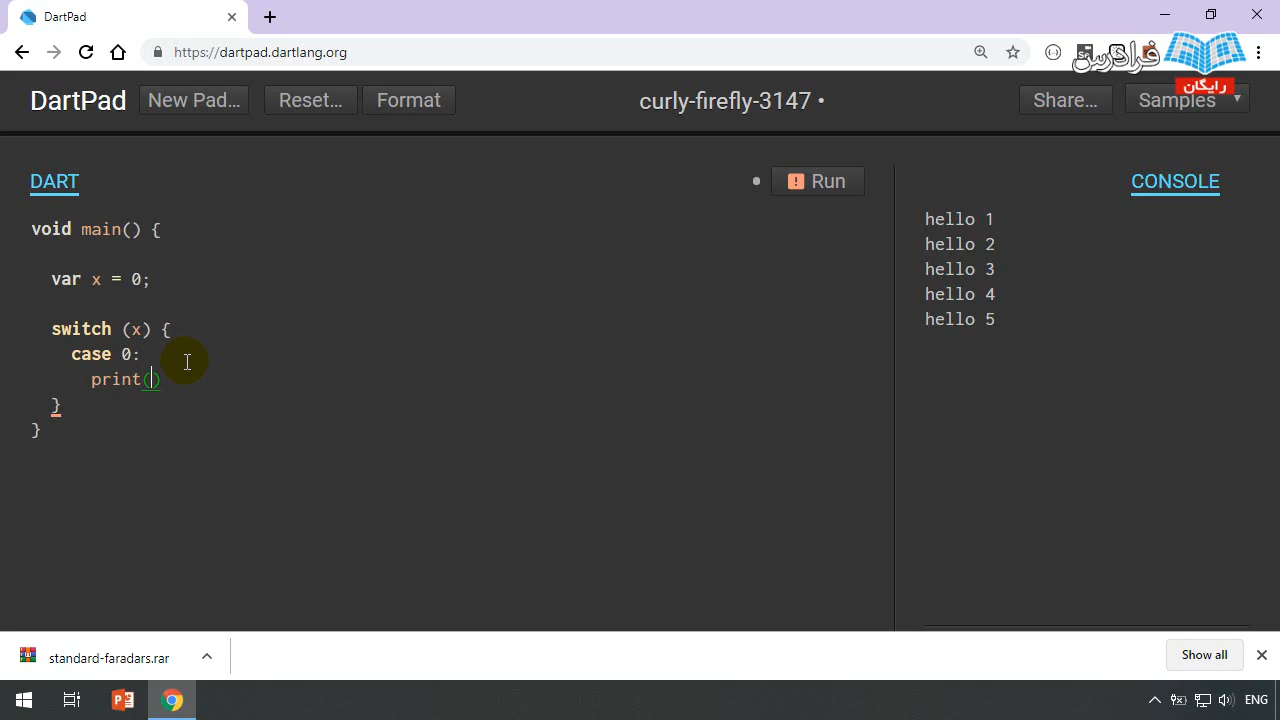 DartPad
https://dartpad.dartlang.org
فرادرس
رایگان
DartPad
New Pad...
Reset...
Format
curly-firefly-3147 •
Share...
Samples
DART
Run
CONSOLE
void main() {
var x = 0;
switch (x) {
case 0:
print()
}
}
hello 1
hello 2
hello 3
hello 4
hello 5
standard-faradars.rar
Show all
ENG